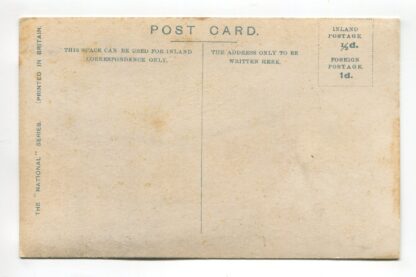 POST CARD.
THIS SPACE CAN BE USED FOR INLAND
CORRESPONDENCE ONLY.
THE ADDRESS ONLY TO BE
WRITTEN HERE.
INLAND
POSTAGE
½d.
FOREIGN
POSTAGE.
1d.
THE "NATIONAL" SERIES. (PRINTED IN BRITAIN.